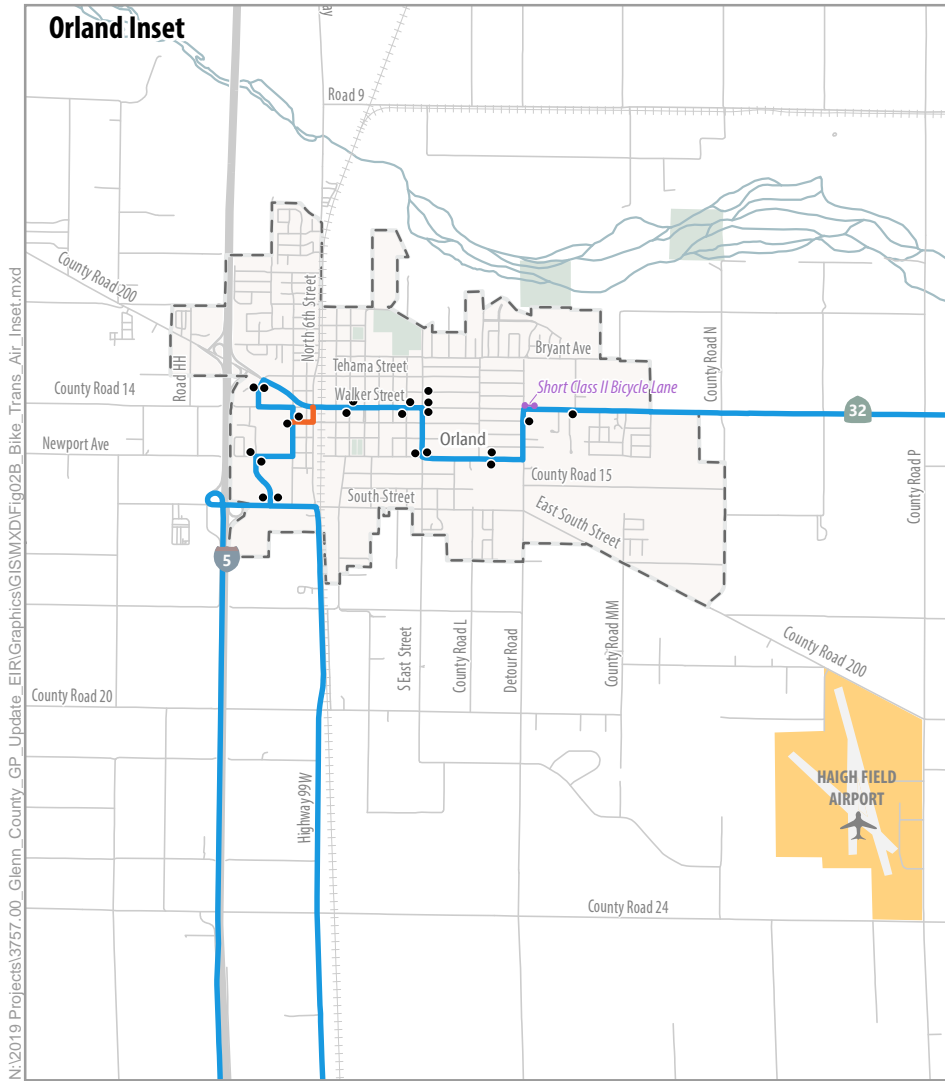 Orland Inset
ay
Road 9
County Road 200
North 6th Street
Road HH
Bryant Ave
Tehama Street
County Road N
County Road 14
Walker Street
Short Class II Bicycle Lane
32
Newport Ave
Orland
County Road 15
County Road P
South Street
East South Street
5
S East Street
County Road L
Detour Road
County Road MM
County Road 200
County Road 20
Highway 99W
HAIGH FIELD
AIRPORT
County Road 24
N:\2019 Projects\3757.00_Glenn_County_GP_Update_EIR\Graphics\GIS\MXD\Fig02B_Bike_Trans_Air_Inset.mxd